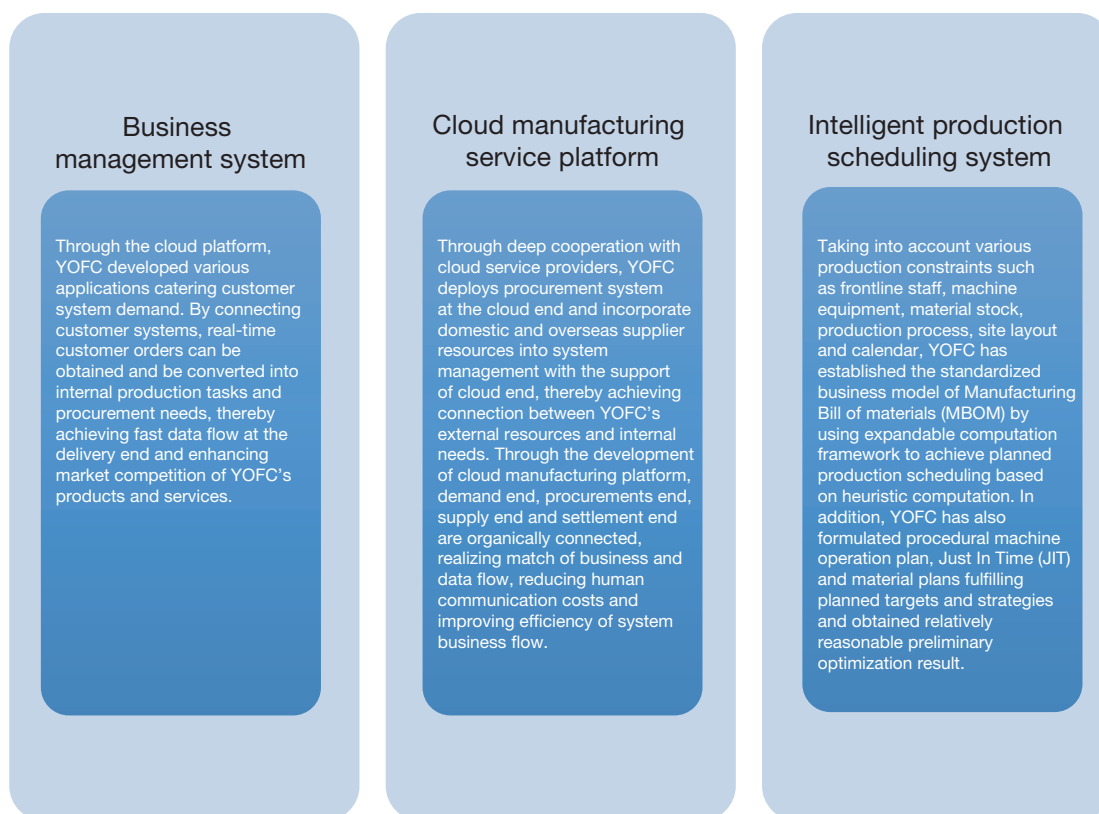 Business
management system
Through the cloud platform,
YOFC developed various
applications catering customer
system demand. By connecting
customer systems, real-time
customer orders can be
obtained and be converted into
internal production tasks and
procurement needs, thereby
achieving fast data flow at the
delivery end and enhancing
market competition of YOFC’s
products and services.
Cloud manufacturing
service platform
Through deep cooperation with
cloud service providers, YOFC
deploys procurement system
at the cloud end and incorporate
domestic and overseas supplier
resources into system
management with the support
of cloud end, thereby achieving
connection between YOFC’s
external resources and internal
needs. Through the development
of cloud manufacturing platform,
demand end, procurements end,
supply end and settlement end
are organically connected,
realizing match of business and
data flow, reducing human
communication costs and
improving efficiency of system
business flow.
Intelligent production
scheduling system
Taking into account various
production constraints such
as frontline staff, machine
equipment, material stock,
production process, site layout
and calendar, YOFC has
established the standardized
business model of Manufacturing
Bill of materials (MBOM) by
using expandable computation
framework to achieve planned
production scheduling based
on heuristic computation. In
addition, YOFC has also
formulated procedural machine
operation plan, Just In Time (JIT)
and material plans fulfilling
planned targets and strategies
and obtained relatively
reasonable preliminary
optimization result.